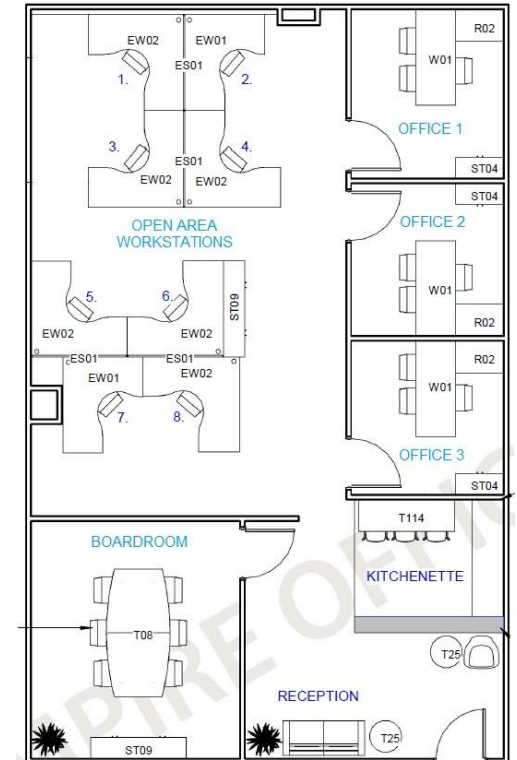 EW02
EW01
R02
ES01
W01
1.
2.
OFFICE 1
3.
4.
ES01
EW02
EW02
ST04
ST04
OPEN AREA
WORKSTATIONS
OFFICE 2
5.
6.
ST09
W01
EW02
EW02
R02
ES01
ES01
EW01
EW02
R02
W01
7.
8.
OFFICE 3
ST04
T114
BOARDROOM
KITCHENETTE
T08
T25
RECEPTION
T25
ST09
MPIRE OFFIC